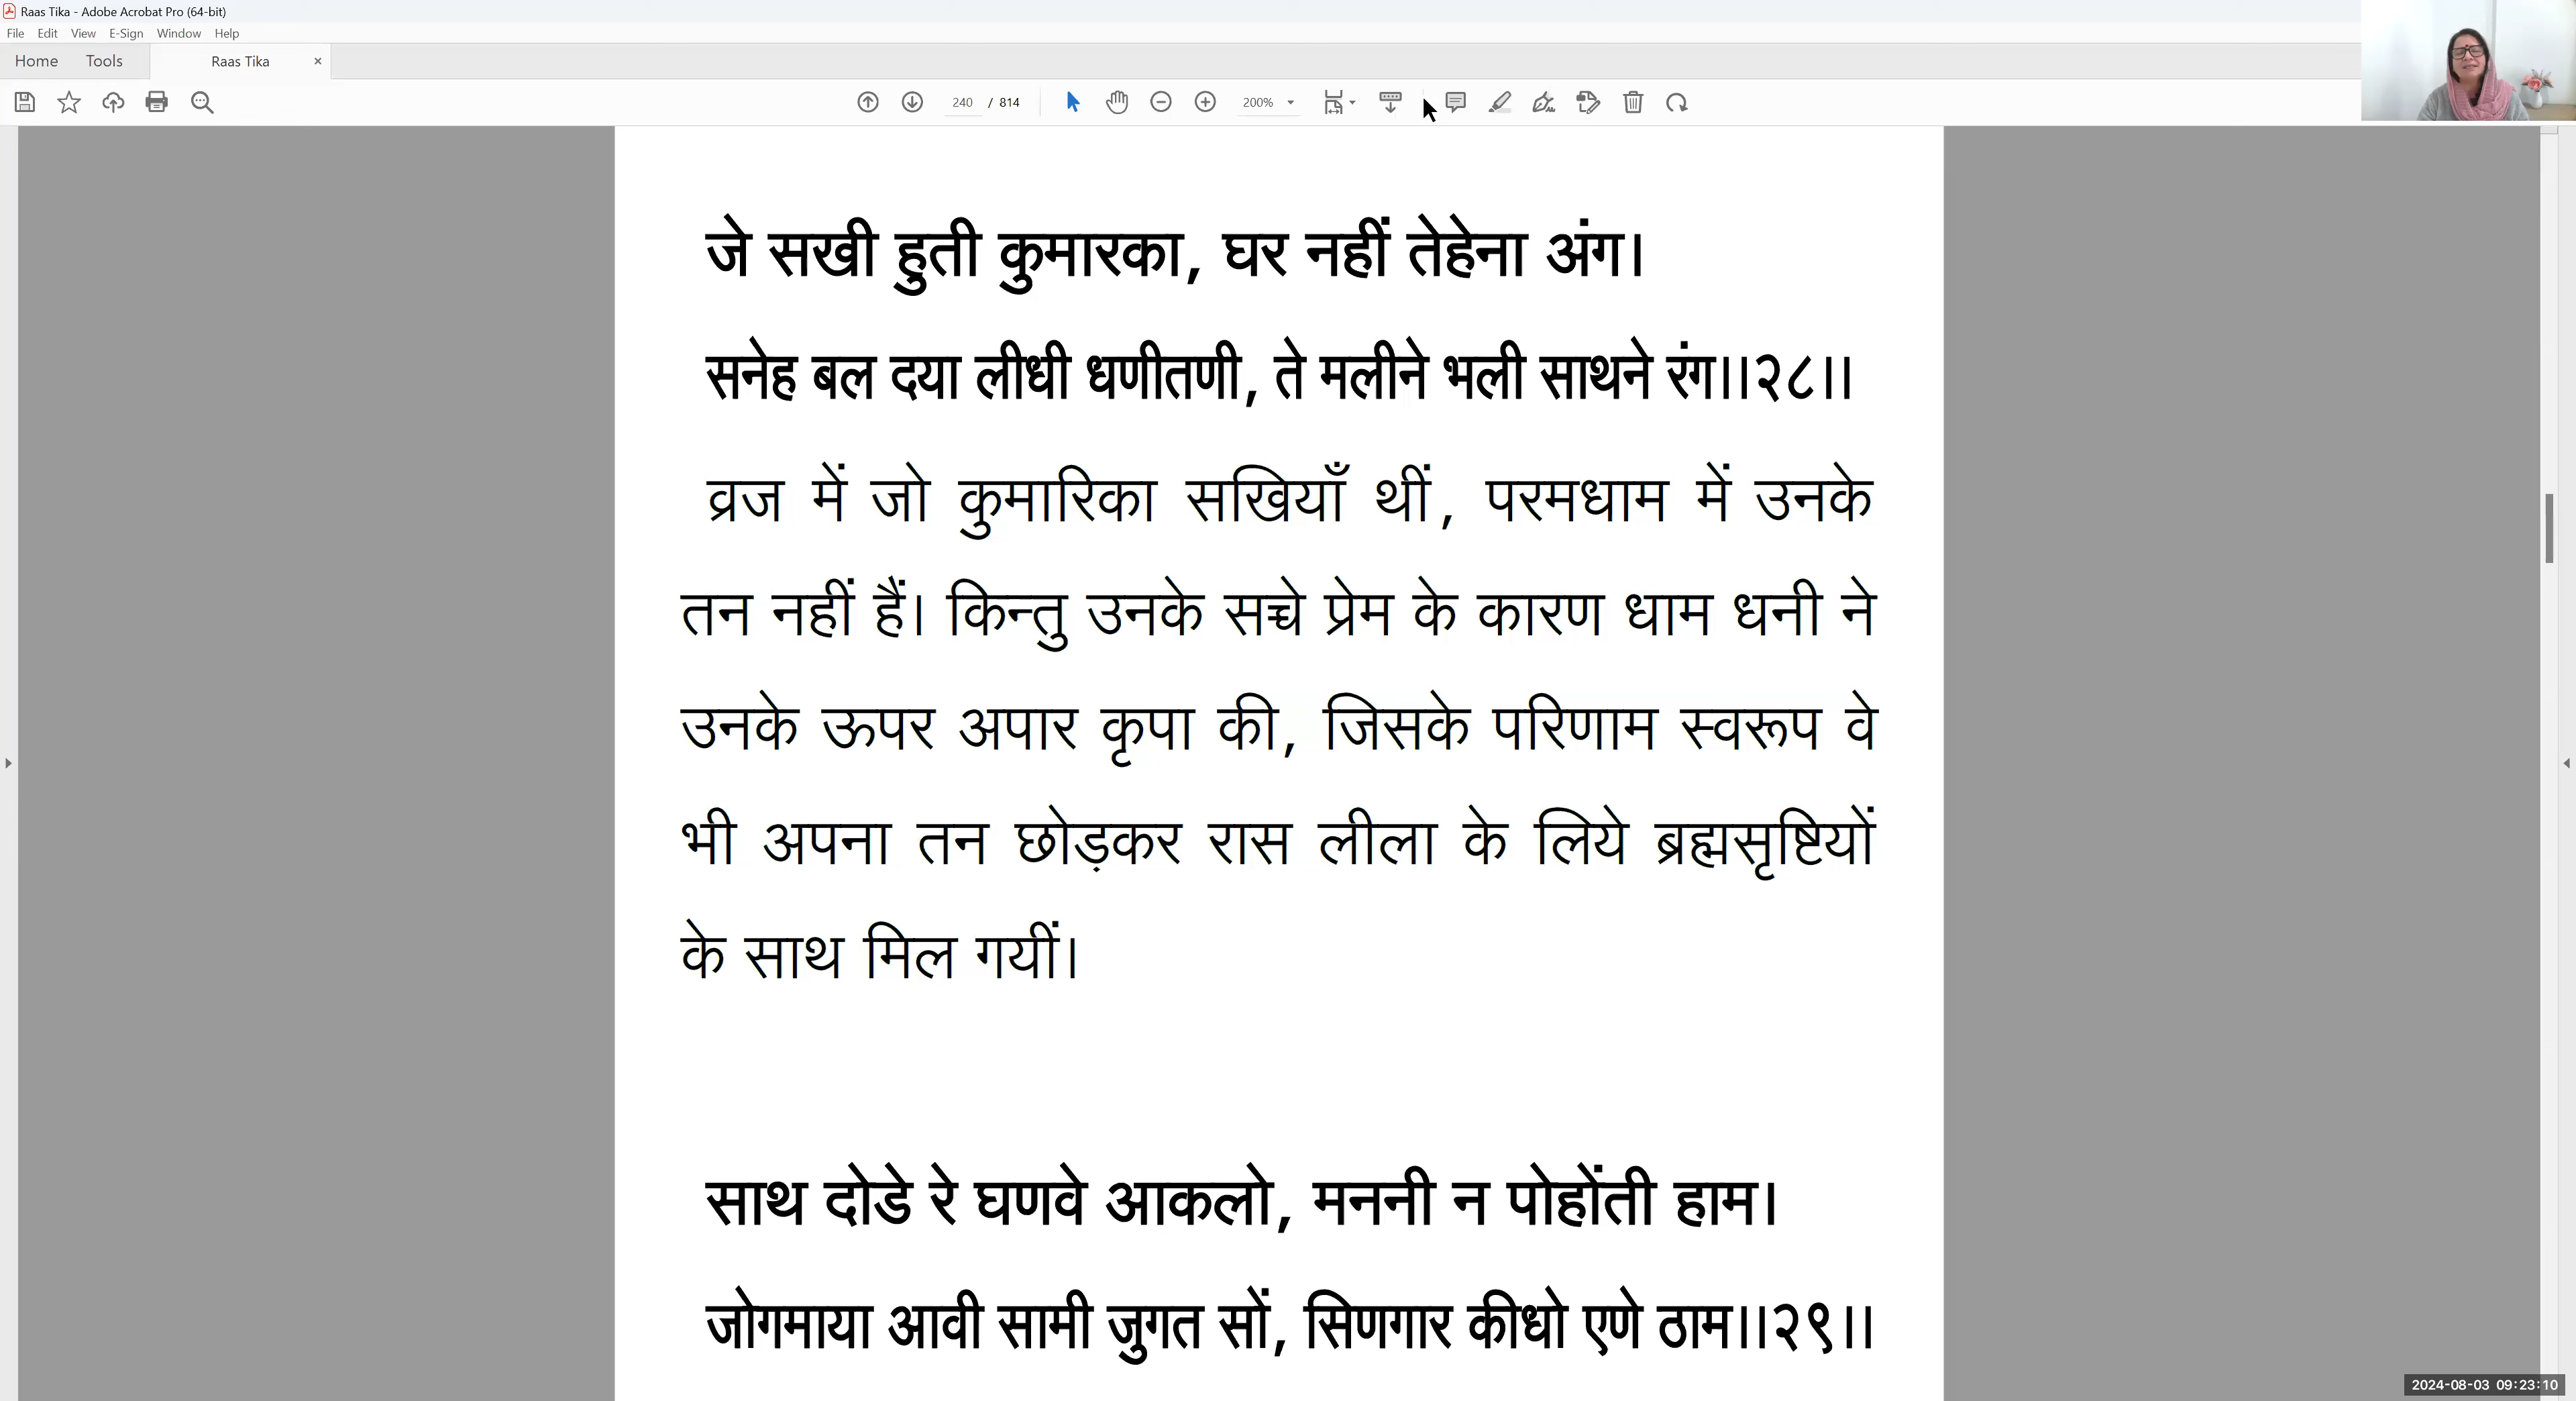 Raas Tika - Adobe Acrobat Pro (64-bit)
File Edit View E-Sign Window Help
Home Tools Raas Tika ×
240 / 814 200%
जे सखी हुती कुमारका, घर नहीं तेहेना अंग।
सनेह बल दया लीधी धणीतणी, ते मलीने भली साथने रंग।।२८।।
व्रज में जो कुमारिका सखियाँ थीं, परमधाम में उनके
तन नहीं हैं। किन्तु उनके सच्चे प्रेम के कारण धाम धनी ने
उनके ऊपर अपार कृपा की, जिसके परिणाम स्वरूप वे
भी अपना तन छोड़कर रास लीला के लिये ब्रह्मसृष्टियों
के साथ मिल गयीं।
साथ दोडे रे घणवे आकलो, मननी न पोहोंती हाम।
जोगमाया आवी सामी जुगत सों, सिणगार कीधो एणे ठाम।।२९।।
2024-08-03 09:23:10